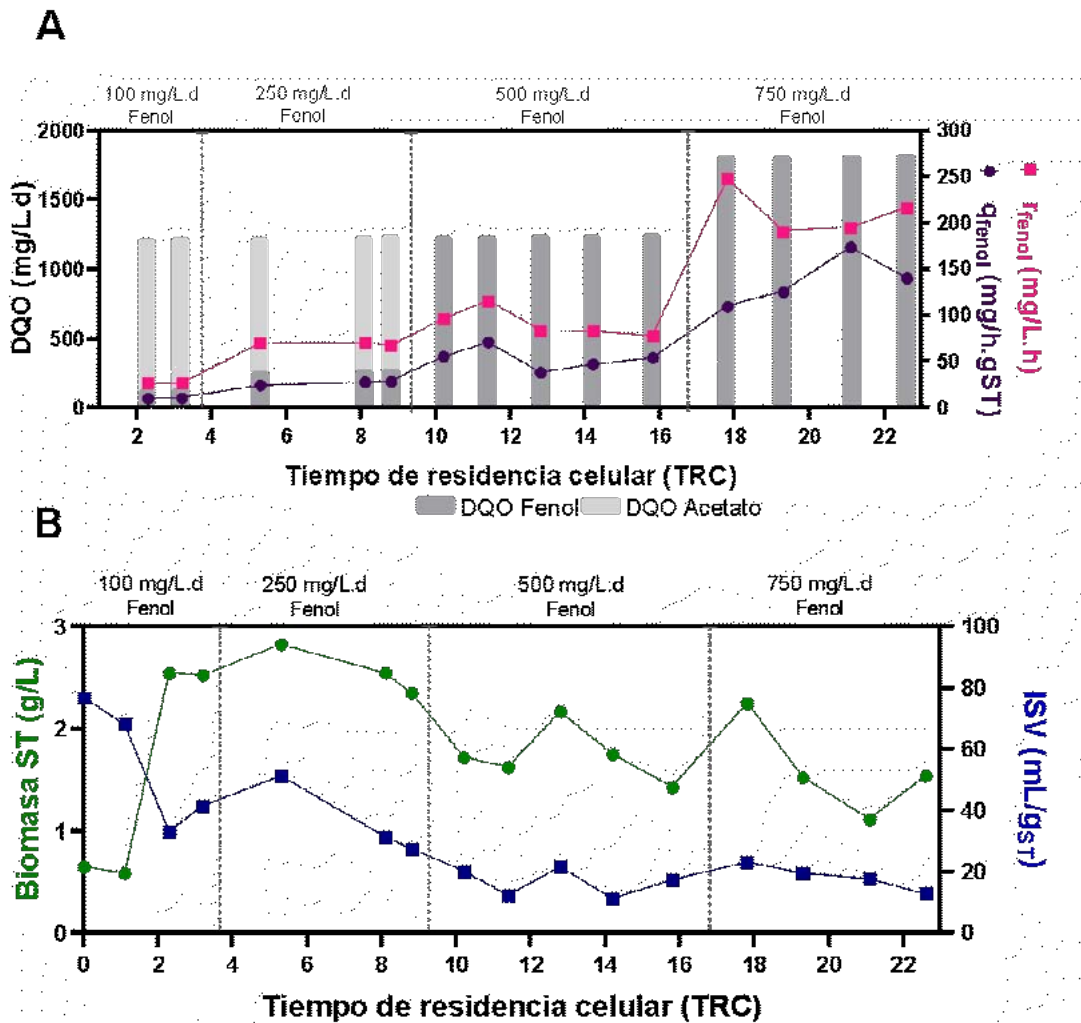 A
100 mg/L.d 250 mg/L.d 500 mg/L.d 750 mg/L.d
Fenol Fenol Fenol Fenol
DQO (mg/L.d)
2000
1500
1000
500
0
300
250
200
150
100
50
0
qfenol (mg/h.gST)
rfenol (mg/L.h)
2 4 6 8 10 12 14 16 18 20 22
Tiempo de residencia celular (TRC)
DQO Fenol DQO Acetato
B
100 mg/L.d 250 mg/L.d 500 mg/L.d 750 mg/L.d
Fenol Fenol Fenol Fenol
Biomasa ST (g/L)
3
2
1
0
100
80
60
40
20
0
ISV (mL/gST)
0 2 4 6 8 10 12 14 16 18 20 22
Tiempo de residencia celular (TRC)